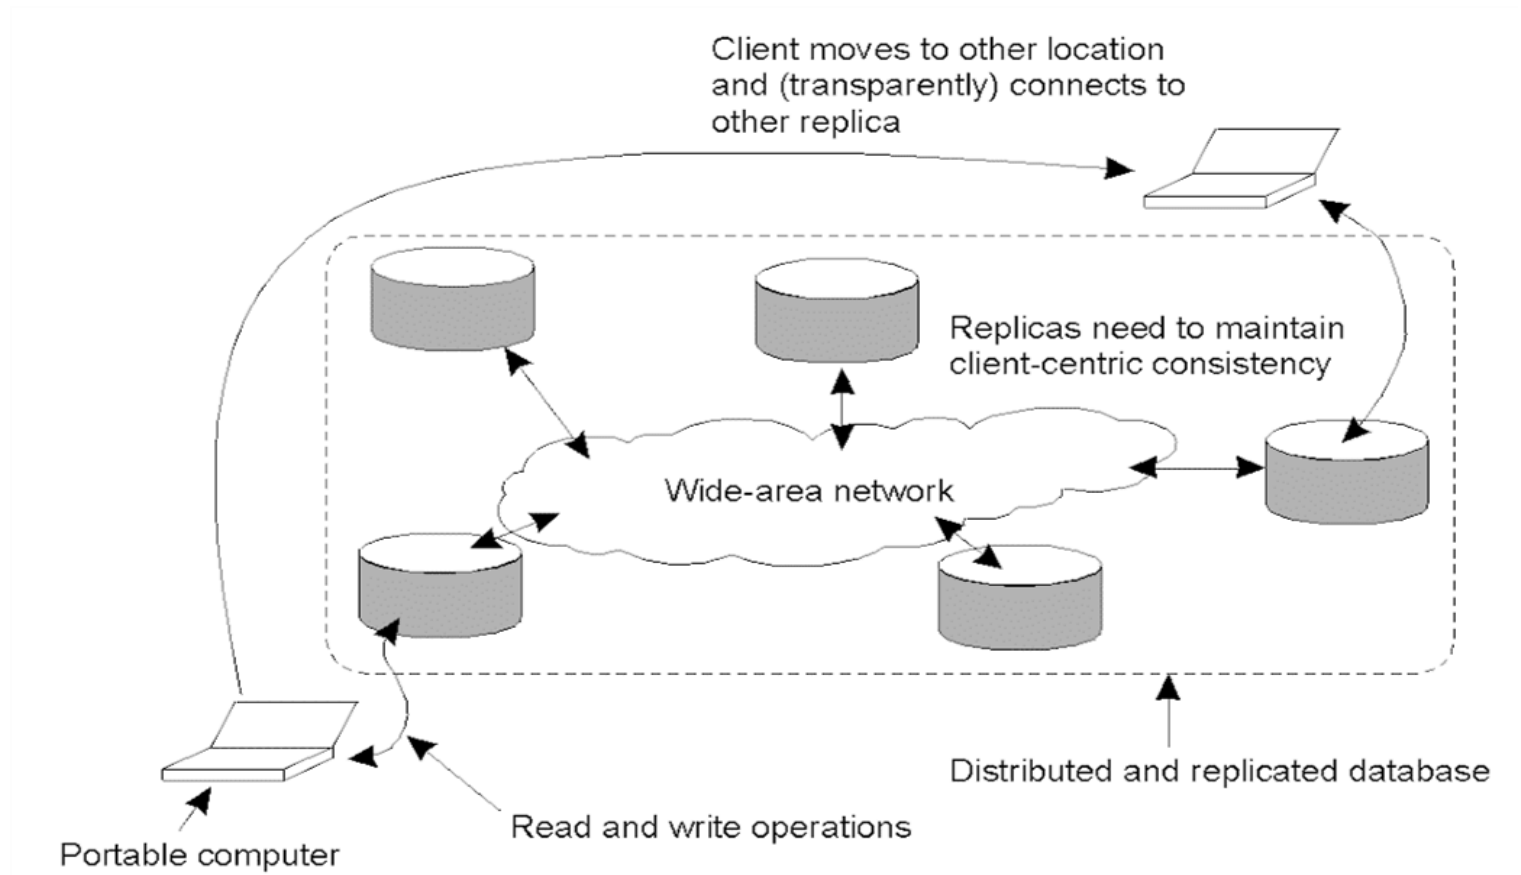 Client moves to other location
and (transparently) connects to
other replica
Replicas need to maintain
client-centric consistency
Wide-area network
Distributed and replicated database
Read and write operations
Portable computer